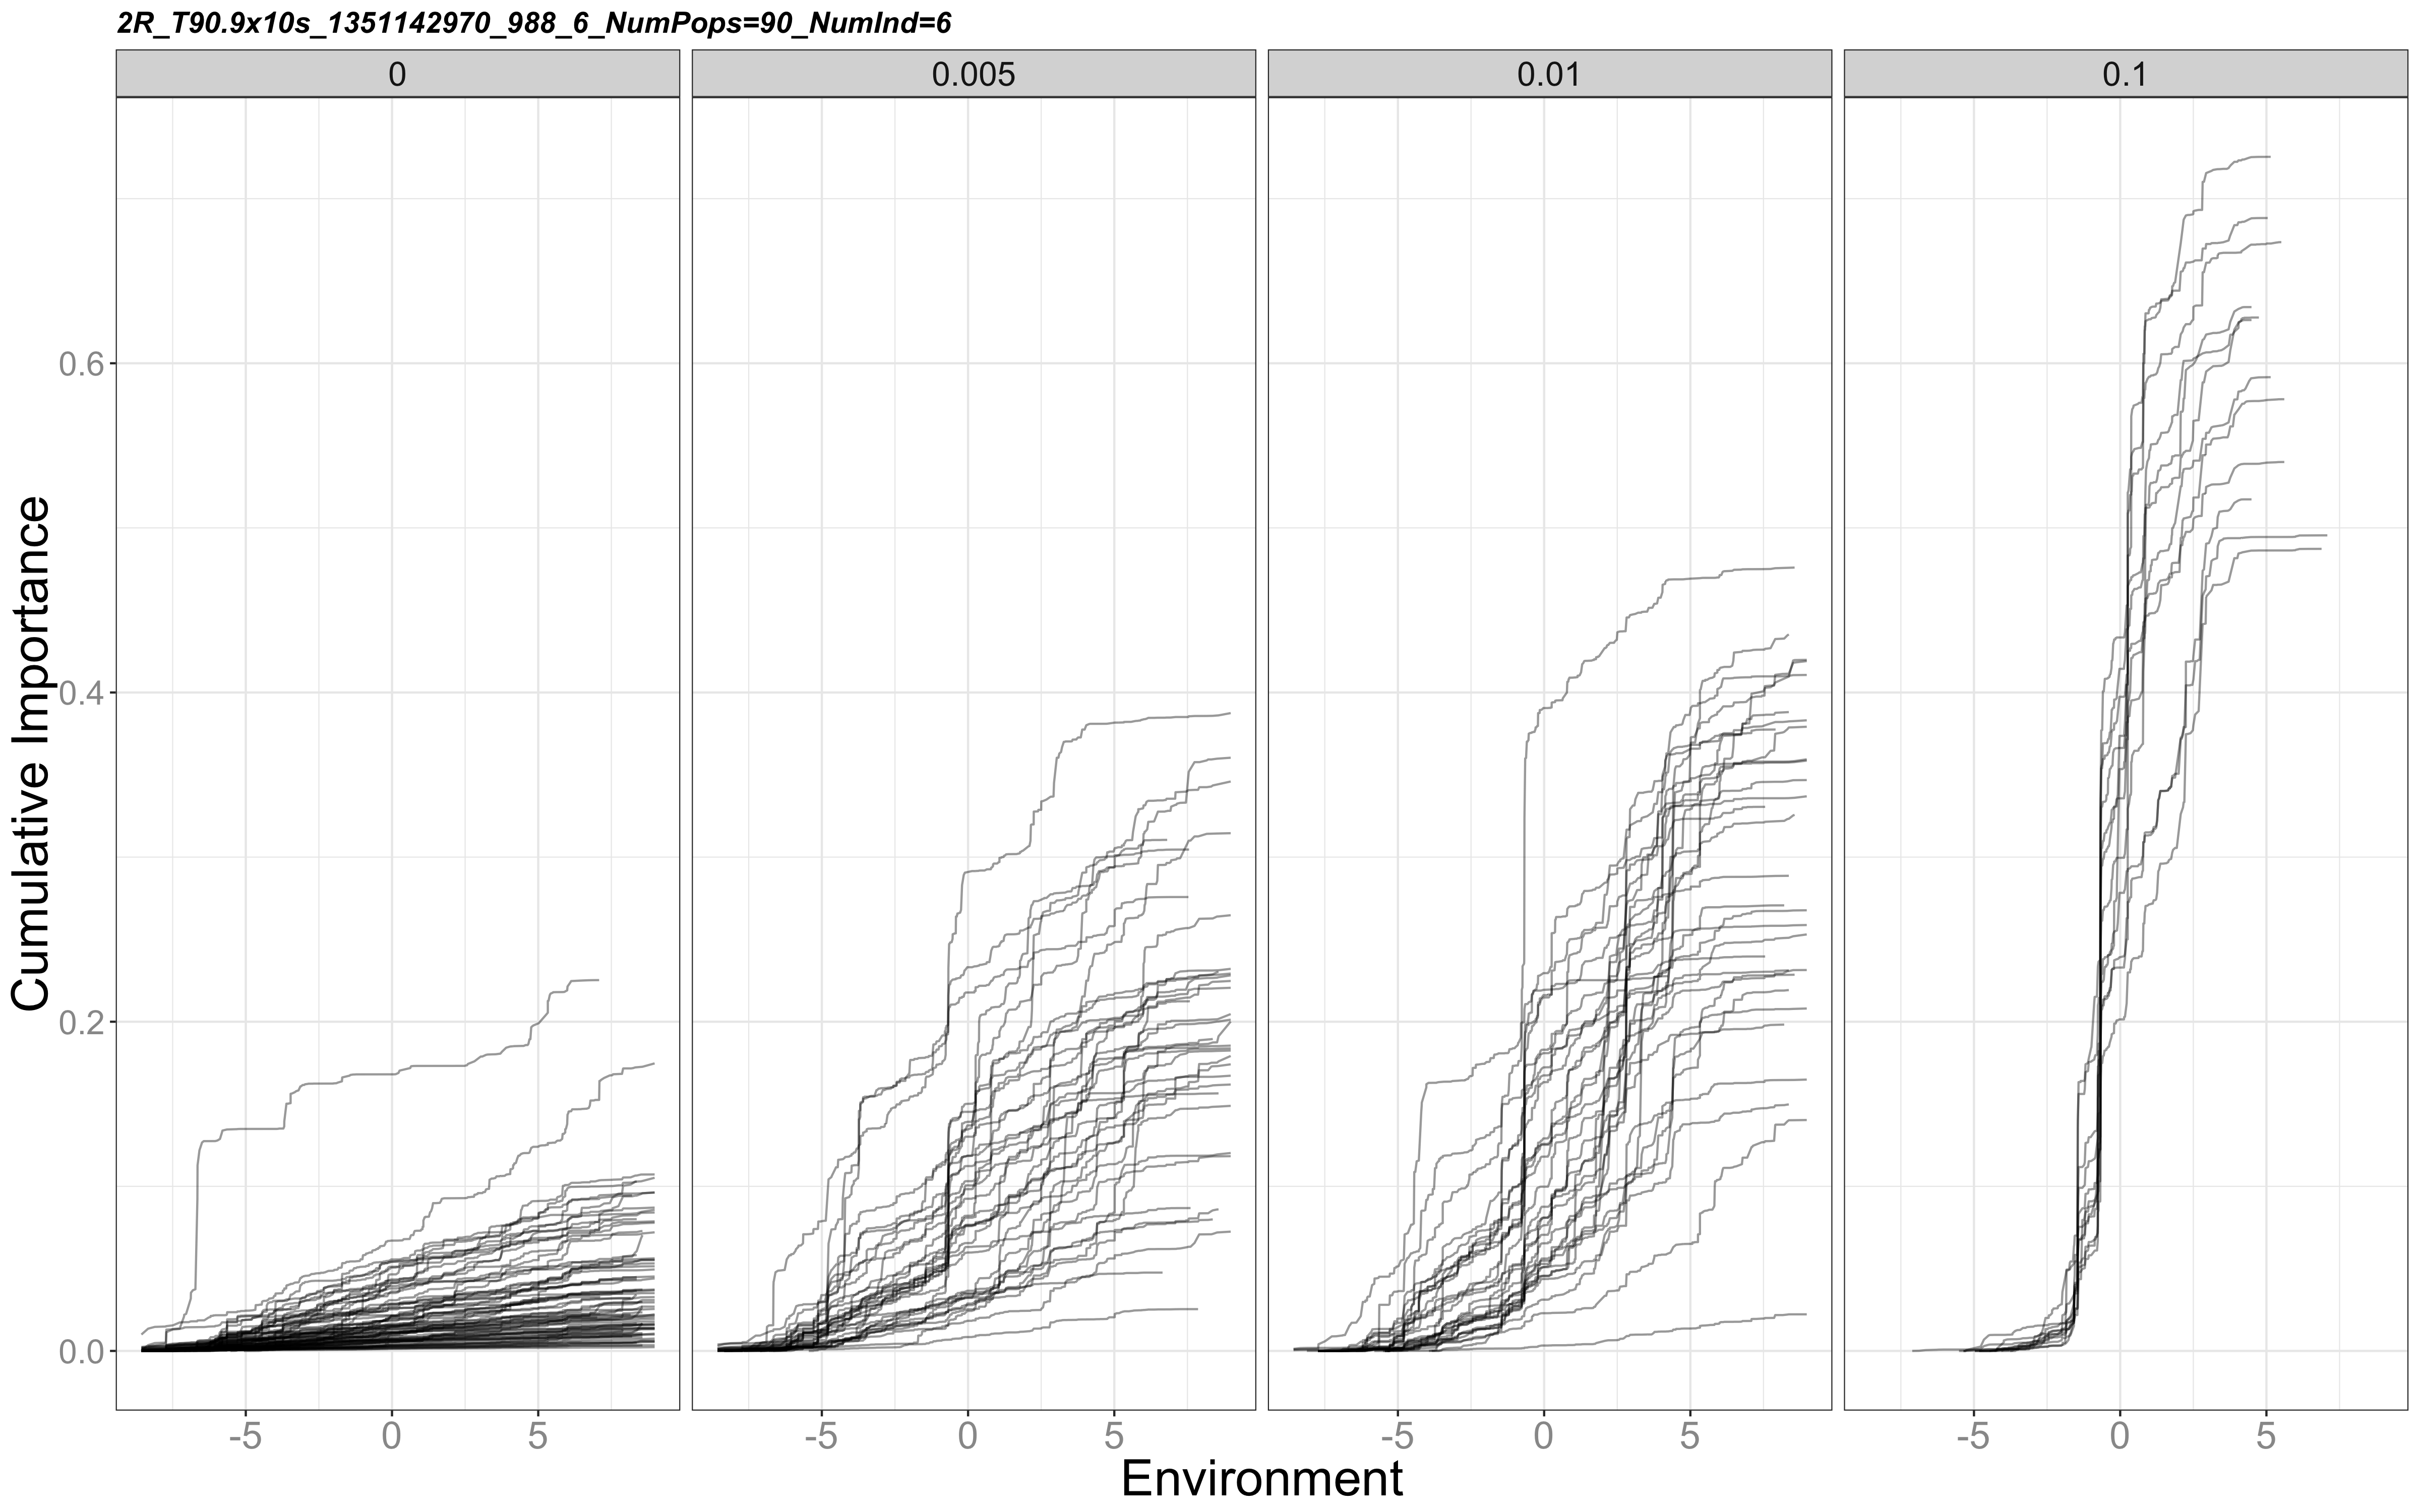 2R_T90.9x10s_1351142970_988_6_NumPops=90_NumInd=6
0 0.005 0.01 0.1
Cumulative Importance
0.6
0.4
0.2
0.0
-5 0 5 -5 0 5 -5 0 5 -5 0 5
Environment